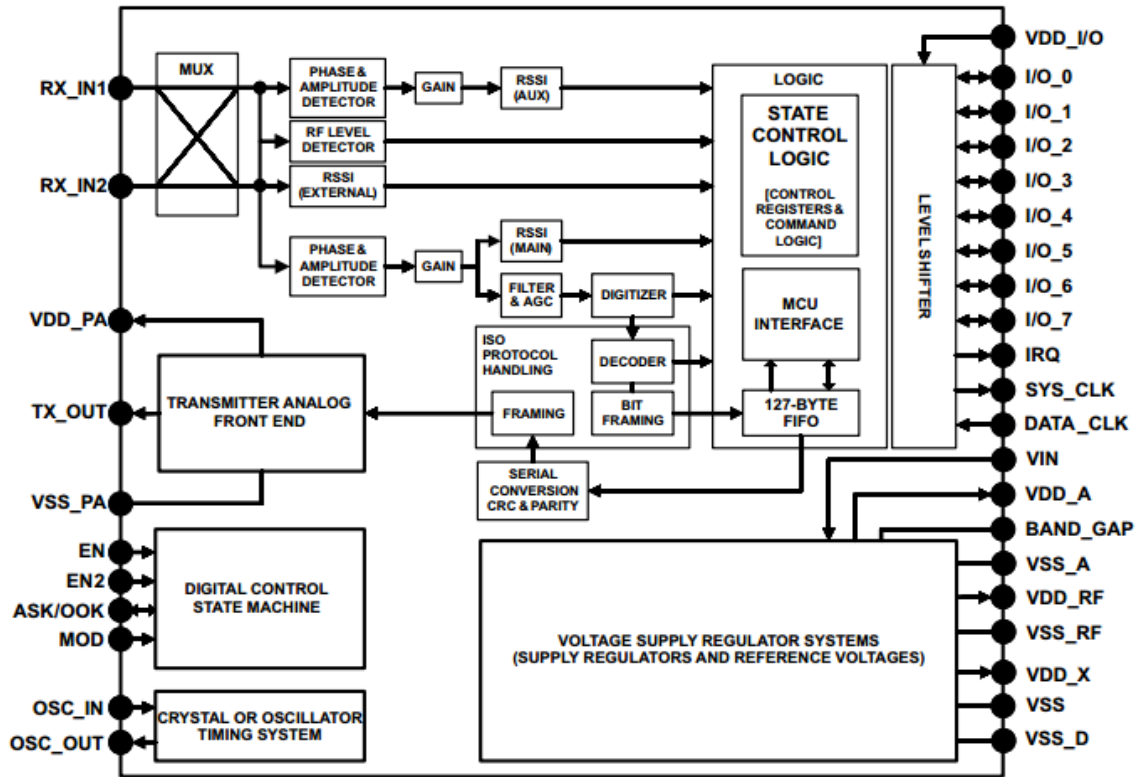 RX_IN1
RX_IN2
VDD_PA
TX_OUT
VSS_PA
EN
EN2
ASK/OOK
MOD
OSC_IN
OSC_OUT
MUX
PHASE &
AMPLITUDE
DETECTOR
GAIN
RSSI
(AUX)
RF LEVEL
DETECTOR
RSSI
(EXTERNAL)
PHASE &
AMPLITUDE
DETECTOR
GAIN
RSSI
(MAIN)
FILTER
& AGC
DIGITIZER
ISO
PROTOCOL
HANDLING
DECODER
FRAMING
BIT
FRAMING
SERIAL
CONVERSION
CRC & PARITY
TRANSMITTER ANALOG
FRONT END
DIGITAL CONTROL
STATE MACHINE
CRYSTAL OR OSCILLATOR
TIMING SYSTEM
LOGIC
STATE
CONTROL
LOGIC
[CONTROL
REGISTERS &
COMMAND
LOGIC]
MCU
INTERFACE
127-BYTE
FIFO
LEVEL SHIFTER
VOLTAGE SUPPLY REGULATOR SYSTEMS
(SUPPLY REGULATORS AND REFERENCE VOLTAGES)
VDD_I/O
I/O_0
I/O_1
I/O_2
I/O_3
I/O_4
I/O_5
I/O_6
I/O_7
IRQ
SYS_CLK
DATA_CLK
VIN
VDD_A
BAND_GAP
VSS_A
VDD_RF
VSS_RF
VDD_X
VSS
VSS_D